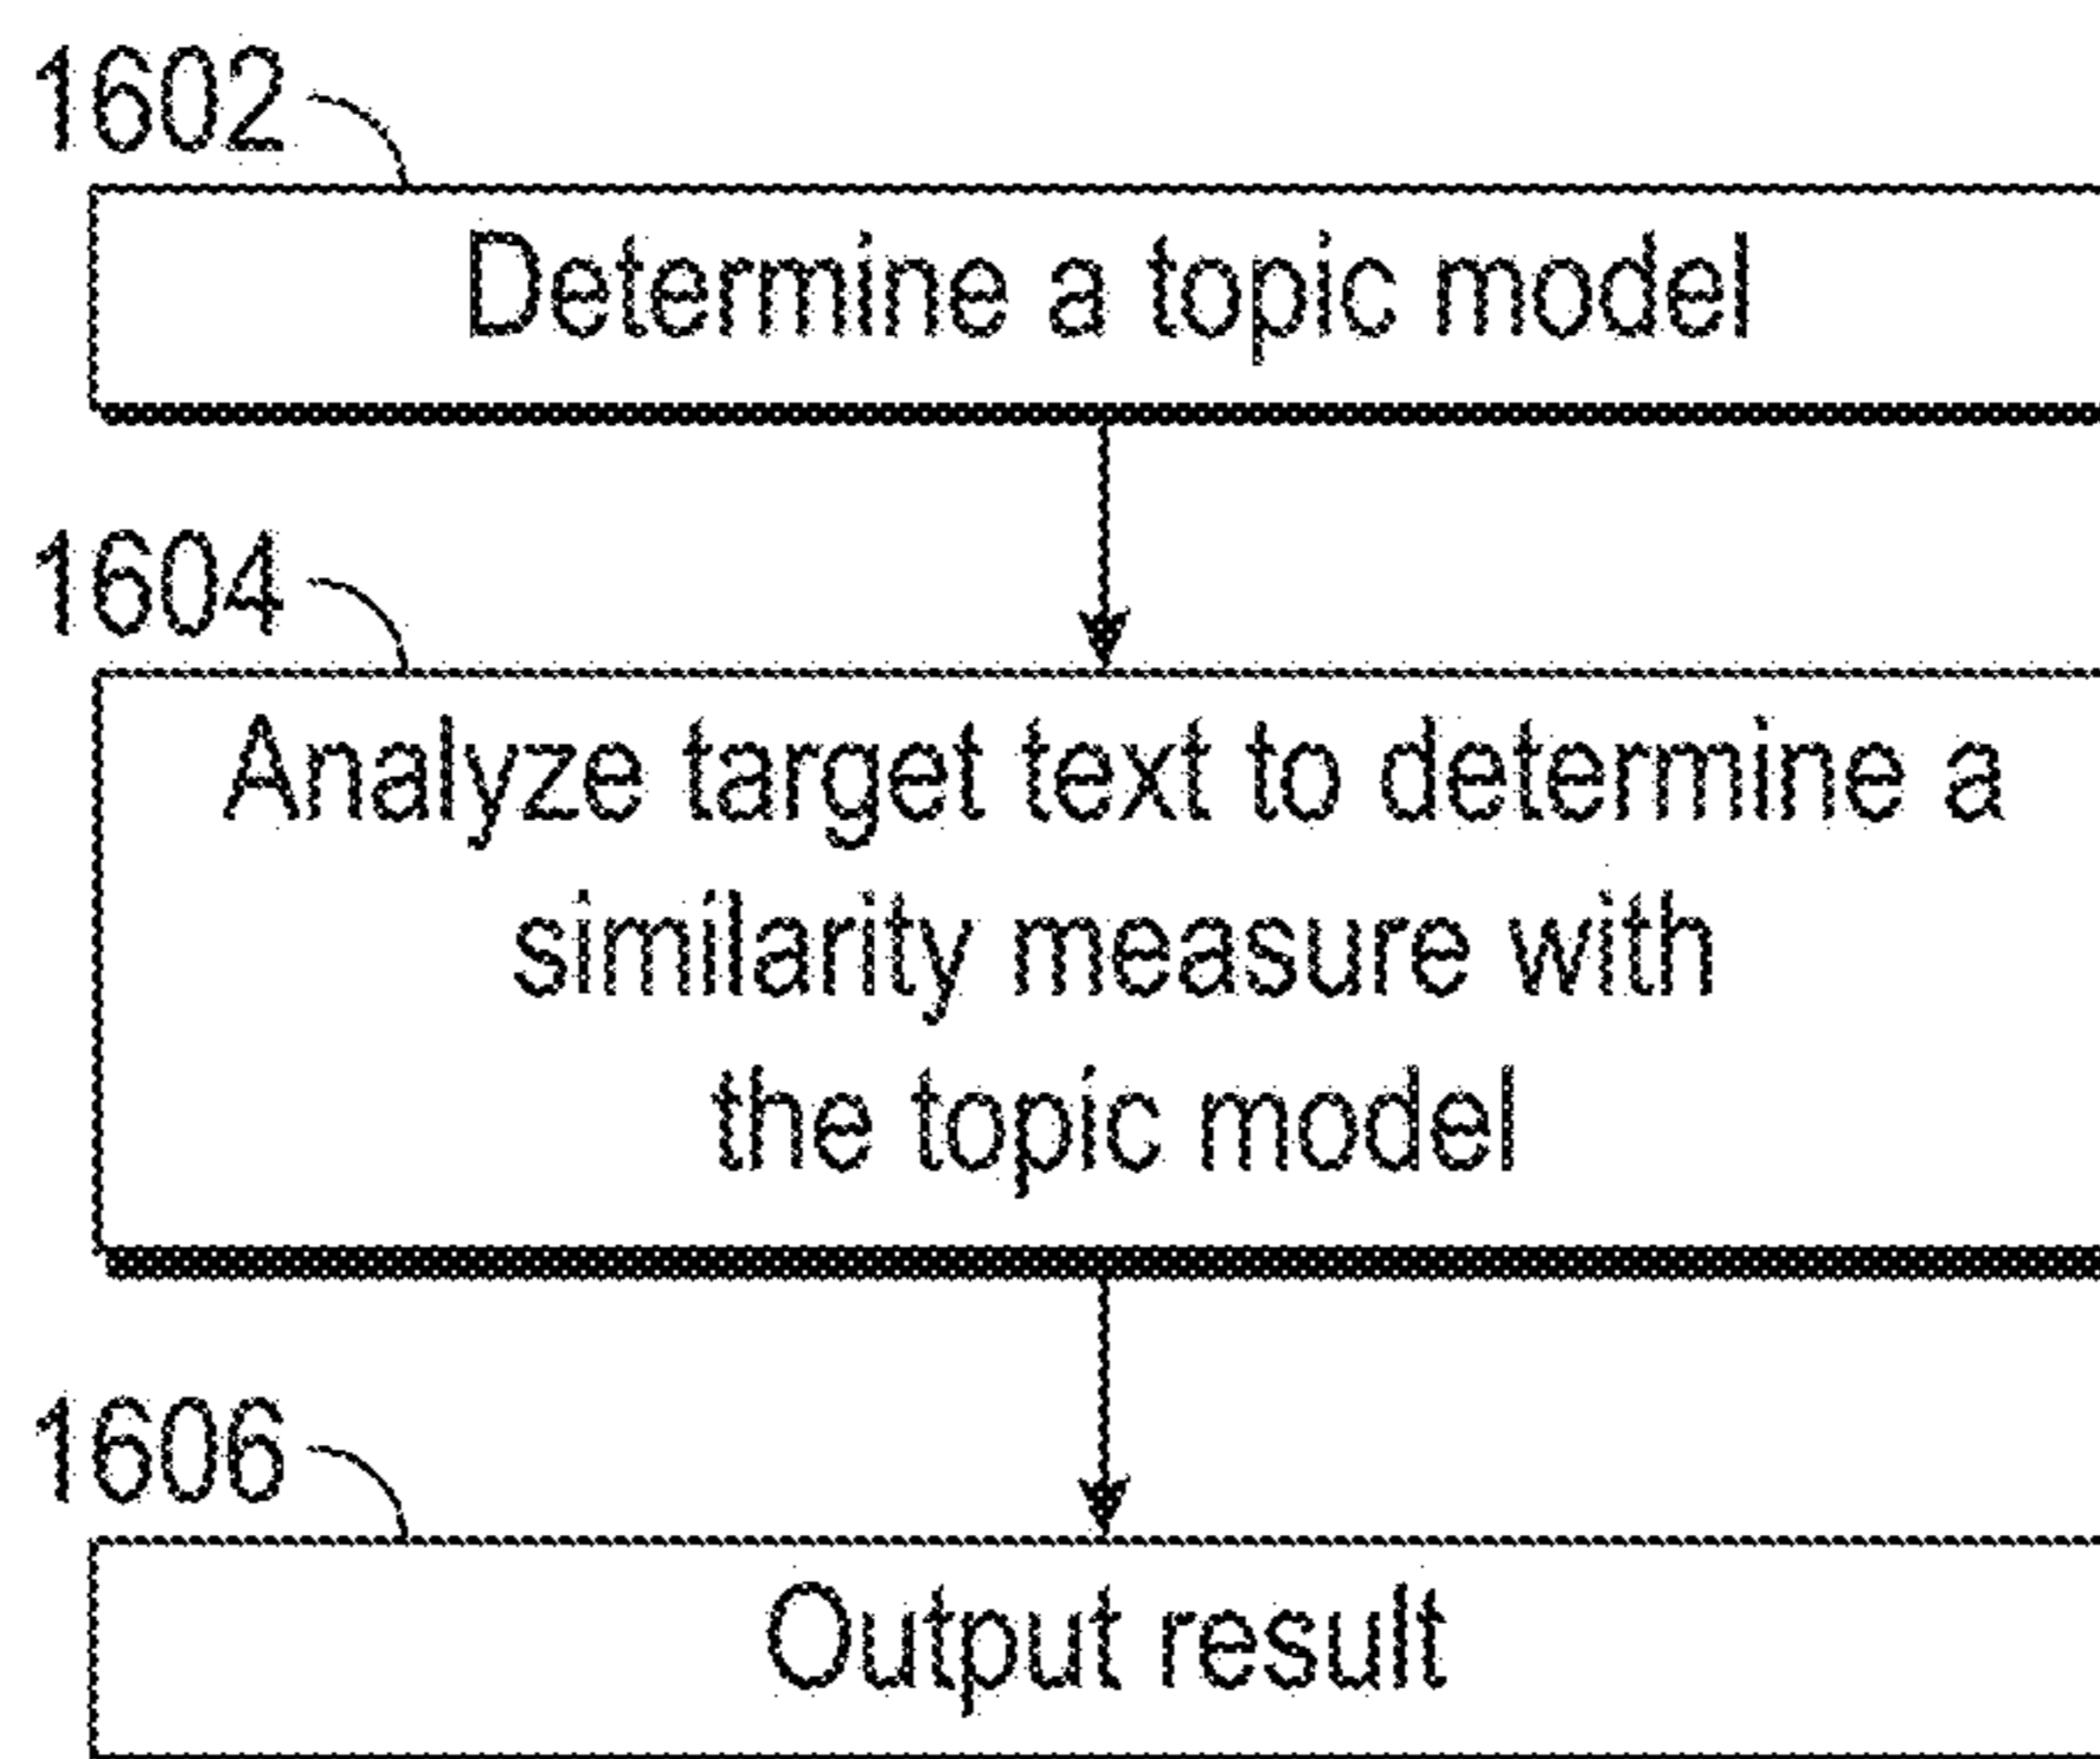 1602
Determine a topic model
1604
Analyze target text to determine a
similarity measure with
the topic model
1606
Output result